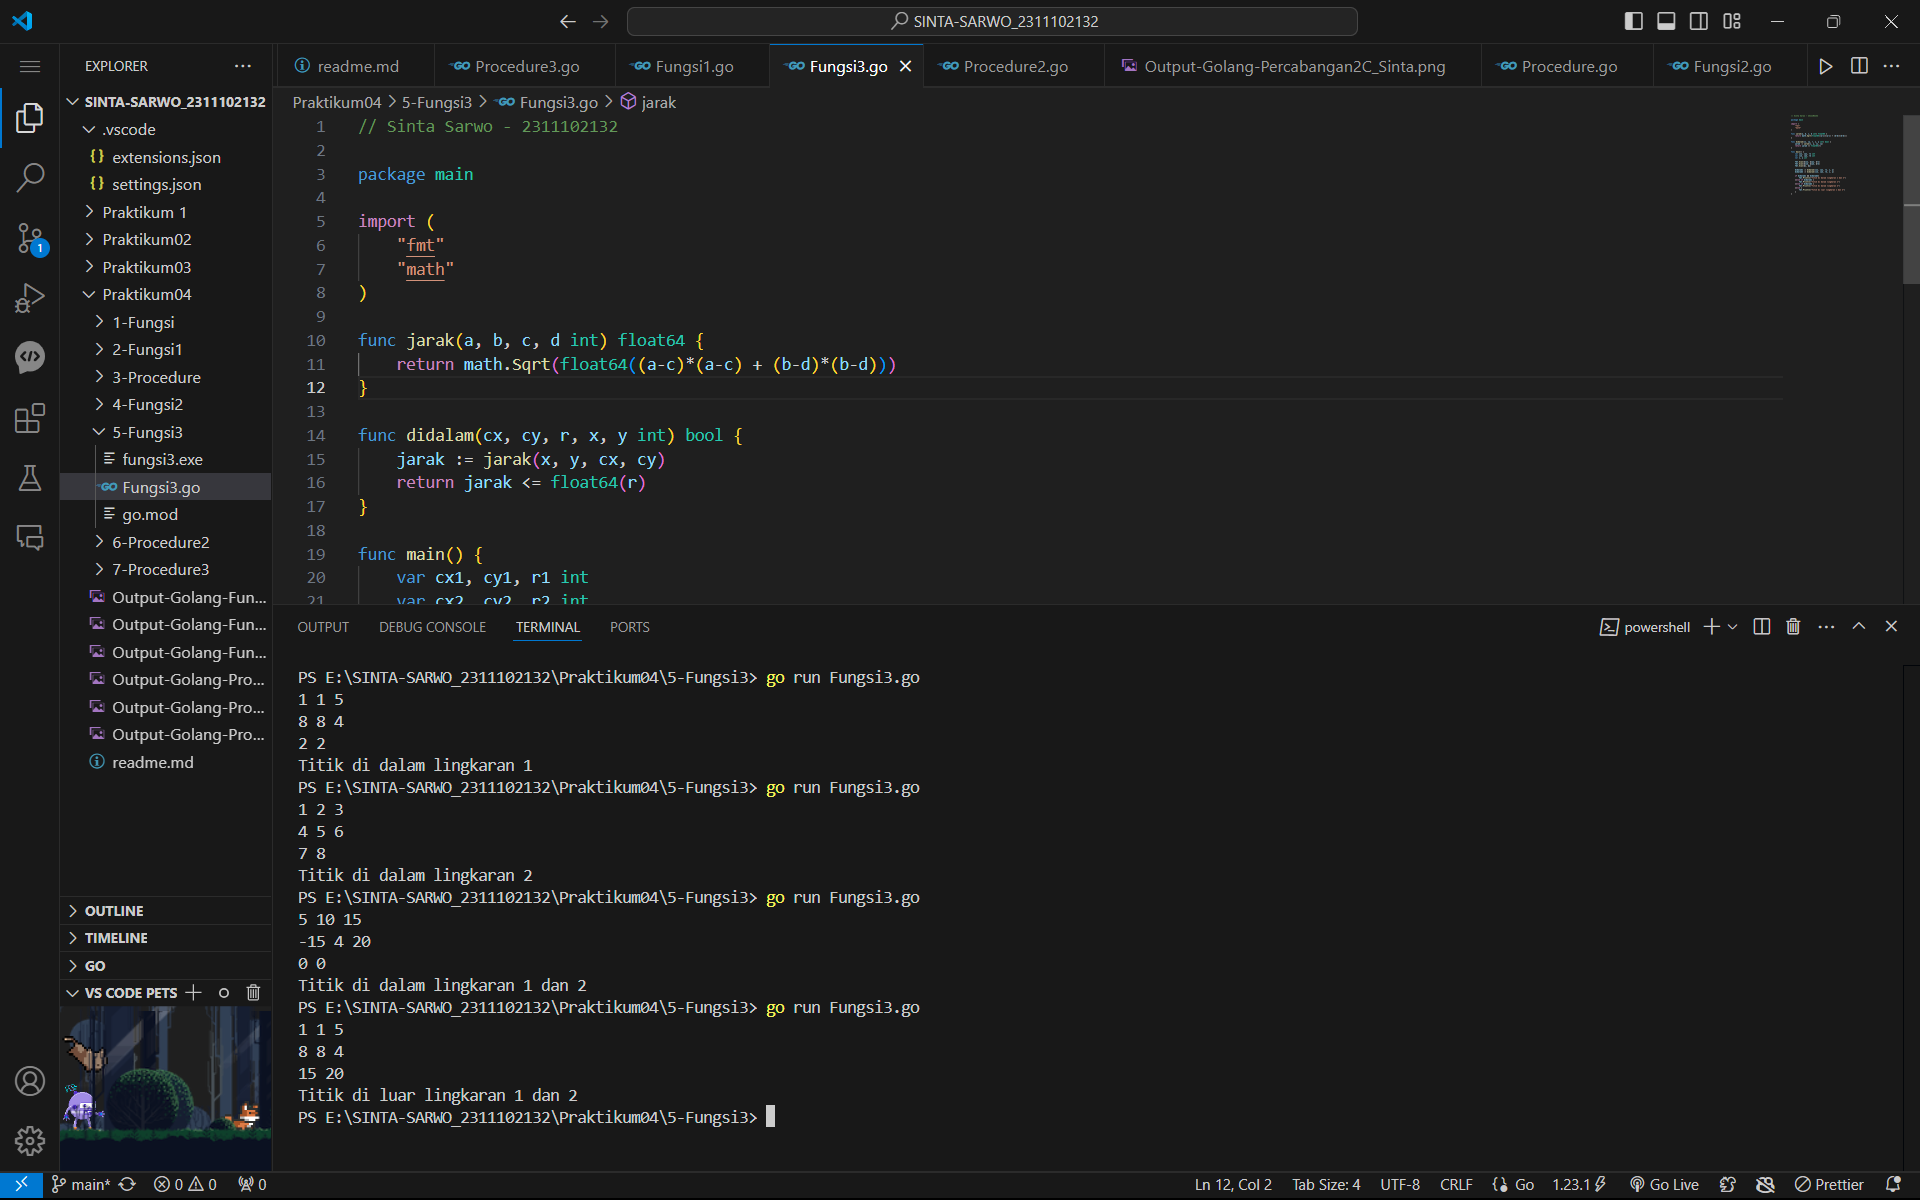 SINTA-SARWO_2311102132
EXPLORER
readme.md
Procedure3.go
Fungsi1.go
Fungsi3.go
Procedure2.go
Output-Golang-Percabangan2C_Sinta.png
Procedure.go
Fungsi2.go
SINTA-SARWO_2311102132
.vscode
extensions.json
settings.json
Praktikum 1
Praktikum02
Praktikum03
Praktikum04
1-Fungsi
2-Fungsi1
3-Procedure
4-Fungsi2
5-Fungsi3
fungsi3.exe
Fungsi3.go
go.mod
6-Procedure2
7-Procedure3
Output-Golang-Fun...
Output-Golang-Fun...
Output-Golang-Fun...
Output-Golang-Pro...
Output-Golang-Pro...
Output-Golang-Pro...
readme.md
OUTLINE
TIMELINE
GO
VS CODE PETS
Praktikum04 > 5-Fungsi3 > Fungsi3.go > jarak
1 // Sinta Sarwo - 2311102132
2
3 package main
4
5 import (
6 "fmt"
7 "math"
8 )
9
10 func jarak(a, b, c, d int) float64 {
11 return math.Sqrt(float64((a-c)*(a-c) + (b-d)*(b-d)))
12 }
13
14 func didalam(cx, cy, r, x, y int) bool {
15 jarak := jarak(x, y, cx, cy)
16 return jarak <= float64(r)
17 }
18
19 func main() {
20 var cx1, cy1, r1 int
21 var cx2, cy2, r2 int
OUTPUT DEBUG CONSOLE TERMINAL PORTS
powershell
PS E:\SINTA-SARWO_2311102132\Praktikum04\5-Fungsi3> go run Fungsi3.go
1 1 5
8 8 4
2 2
Titik di dalam lingkaran 1
PS E:\SINTA-SARWO_2311102132\Praktikum04\5-Fungsi3> go run Fungsi3.go
1 2 3
4 5 6
7 8
Titik di dalam lingkaran 2
PS E:\SINTA-SARWO_2311102132\Praktikum04\5-Fungsi3> go run Fungsi3.go
5 10 15
-15 4 20
0 0
Titik di dalam lingkaran 1 dan 2
PS E:\SINTA-SARWO_2311102132\Praktikum04\5-Fungsi3> go run Fungsi3.go
1 1 5
8 8 4
15 20
Titik di luar lingkaran 1 dan 2
PS E:\SINTA-SARWO_2311102132\Praktikum04\5-Fungsi3>
main* 0 0 0 Ln 12, Col 2 Tab Size: 4 UTF-8 CRLF Go 1.23.1 Go Live Prettier